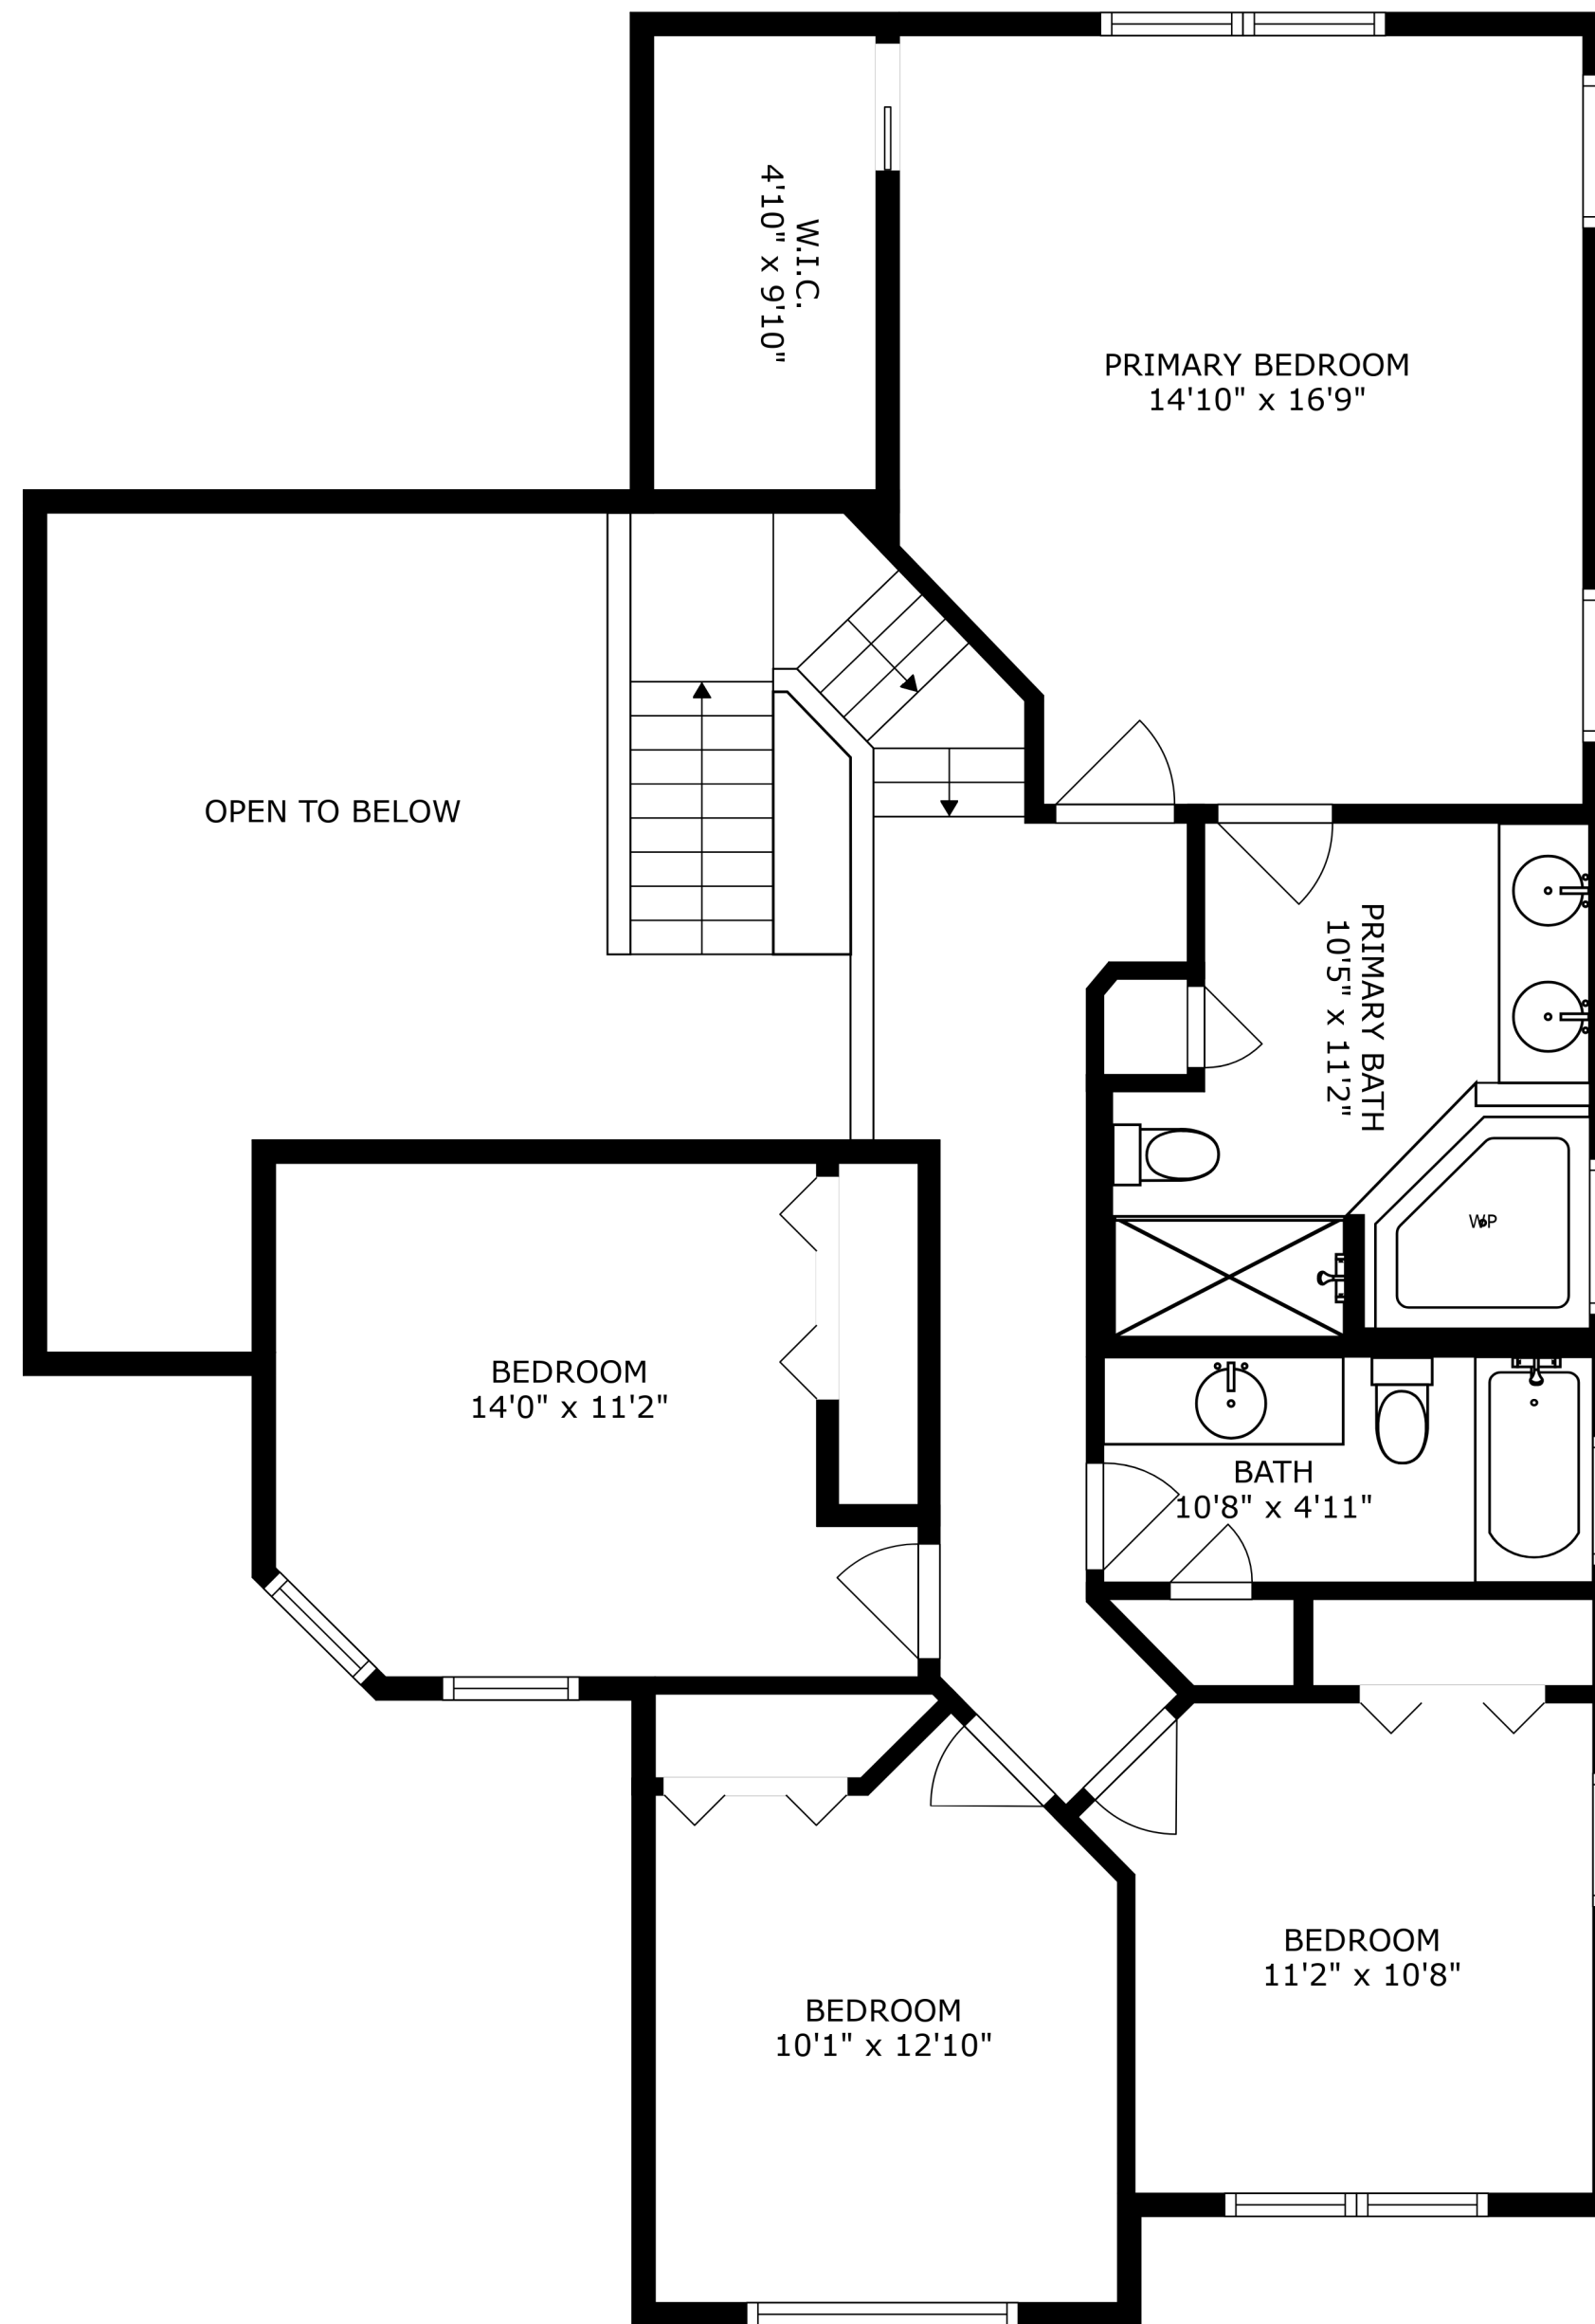 W.I.C.
4'10" x 9'10"
PRIMARY BEDROOM
14'10" x 16'9"
OPEN TO BELOW
PRIMARY BATH
10'5" x 11'2"
WP
BEDROOM
14'0" x 11'2"
BATH
10'8" x 4'11"
BEDROOM
11'2" x 10'8"
BEDROOM
10'1" x 12'10"